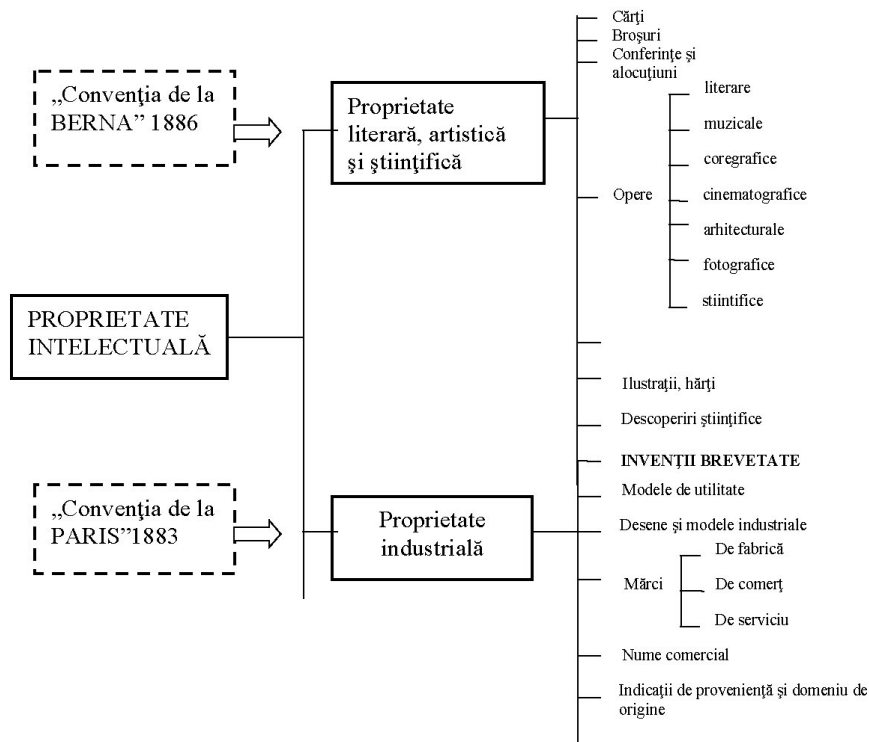 „Convenţia de la
BERNA” 1886
Proprietate
literară, artistică
şi ştiinţifică
Cărţi
Broşuri
Conferinţe şi
alocuţiuni
Opere
literare
muzicale
coregrafice
cinematografice
arhitecturale
fotografice
stiintifice
PROPRIETATE
INTELECTUALĂ
Ilustraţii, hărţi
Descoperiri ştiinţifice
„Convenţia de la
PARIS”1883
Proprietate
industrială
INVENŢII BREVETATE
Modele de utilitate
Desene şi modele industriale
Mărci
De fabrică
De comerţ
De serviciu
Nume comercial
Indicaţii de provenienţă şi domeniu de
origine